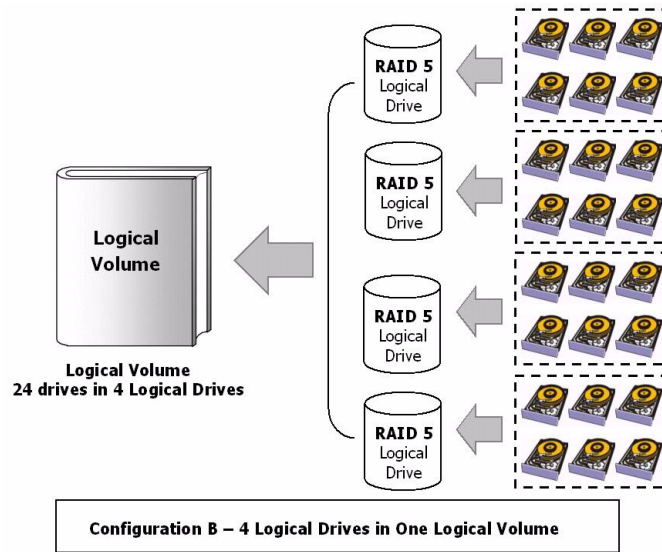 RAID 5
Logical
Drive
RAID 5
Logical
Drive
RAID 5
Logical
Drive
RAID 5
Logical
Drive
Logical
Volume
Logical Volume
24 drives in 4 Logical Drives
Configuration B – 4 Logical Drives in One Logical Volume